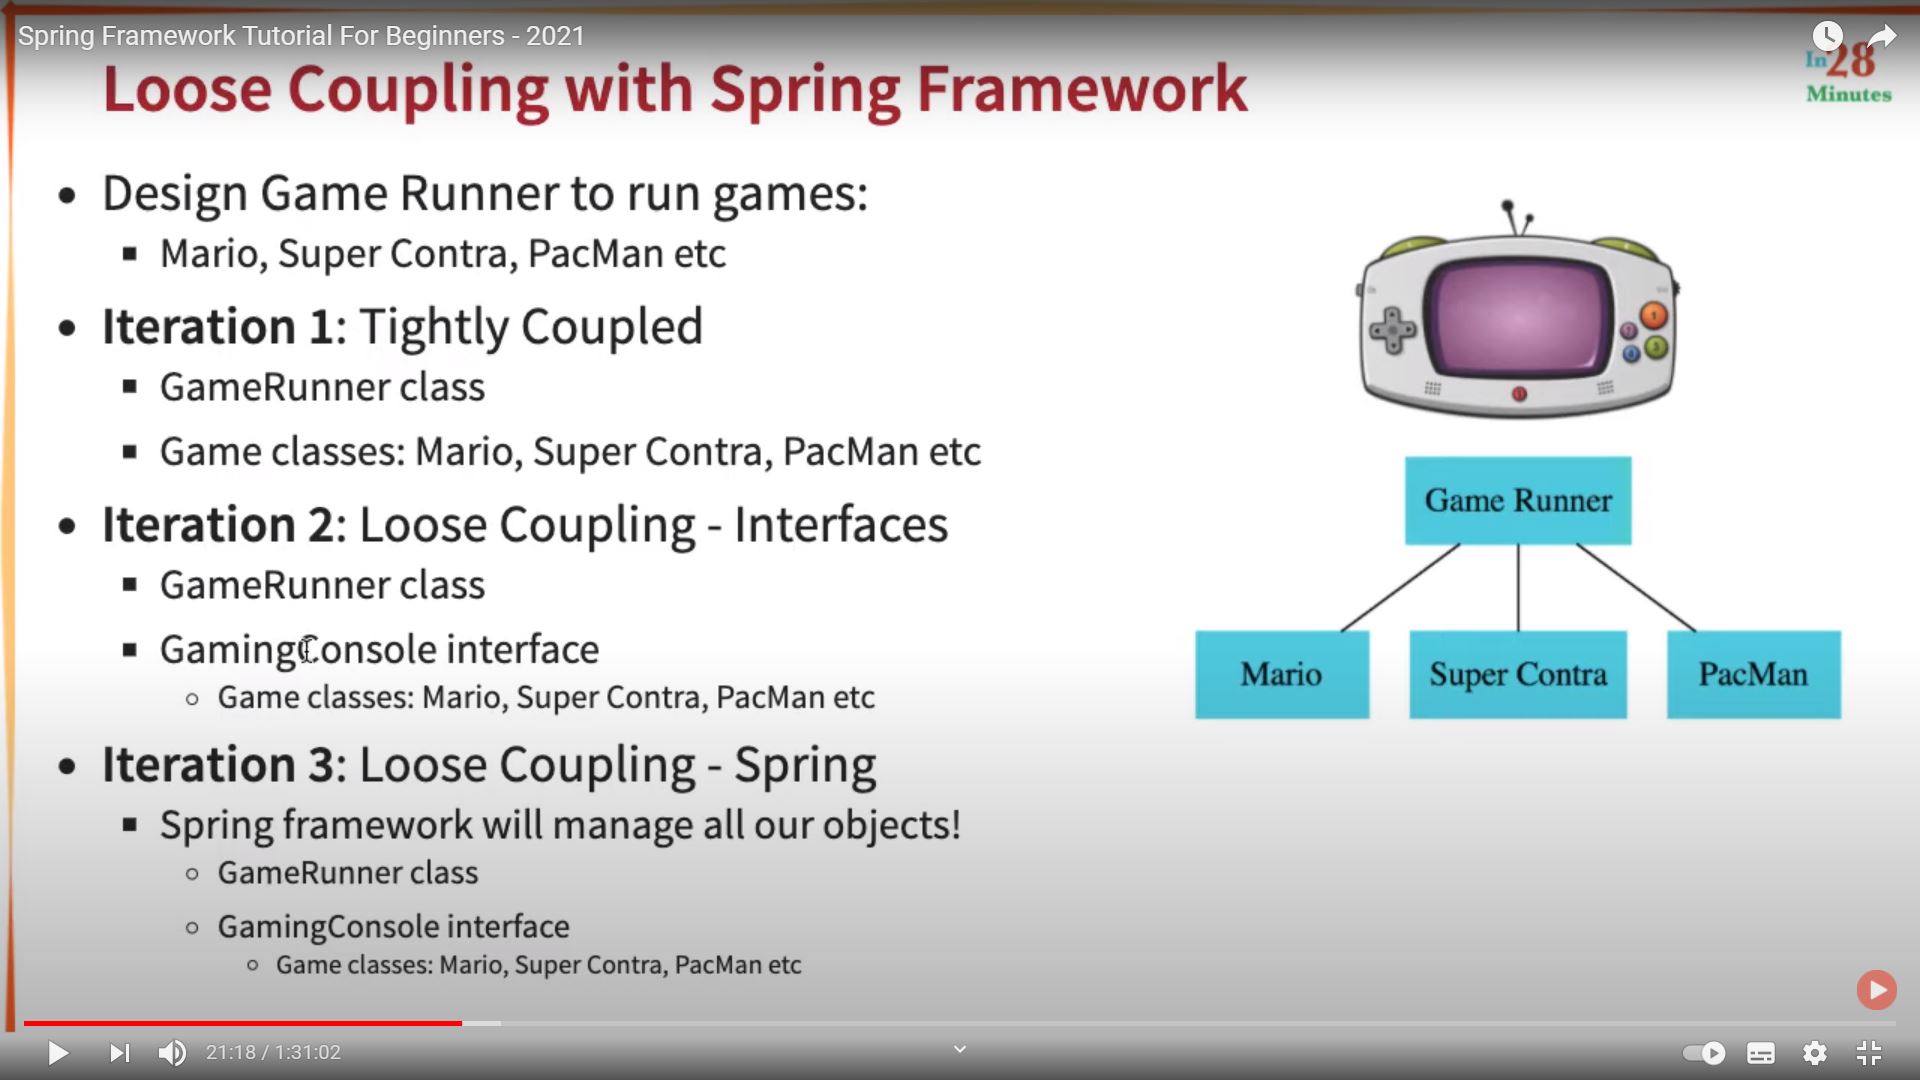 Spring Framework Tutorial For Beginners - 2021
Loose Coupling with Spring Framework
In 28
Minutes
• Design Game Runner to run games:
▪ Mario, Super Contra, PacMan etc
• Iteration 1: Tightly Coupled
▪ GameRunner class
▪ Game classes: Mario, Super Contra, PacMan etc
• Iteration 2: Loose Coupling - Interfaces
▪ GameRunner class
▪ GamingConsole interface
○ Game classes: Mario, Super Contra, PacMan etc
• Iteration 3: Loose Coupling - Spring
▪ Spring framework will manage all our objects!
○ GameRunner class
○ GamingConsole interface
○ Game classes: Mario, Super Contra, PacMan etc
Game Runner
Mario
Super Contra
PacMan
21:18 / 1:31:02